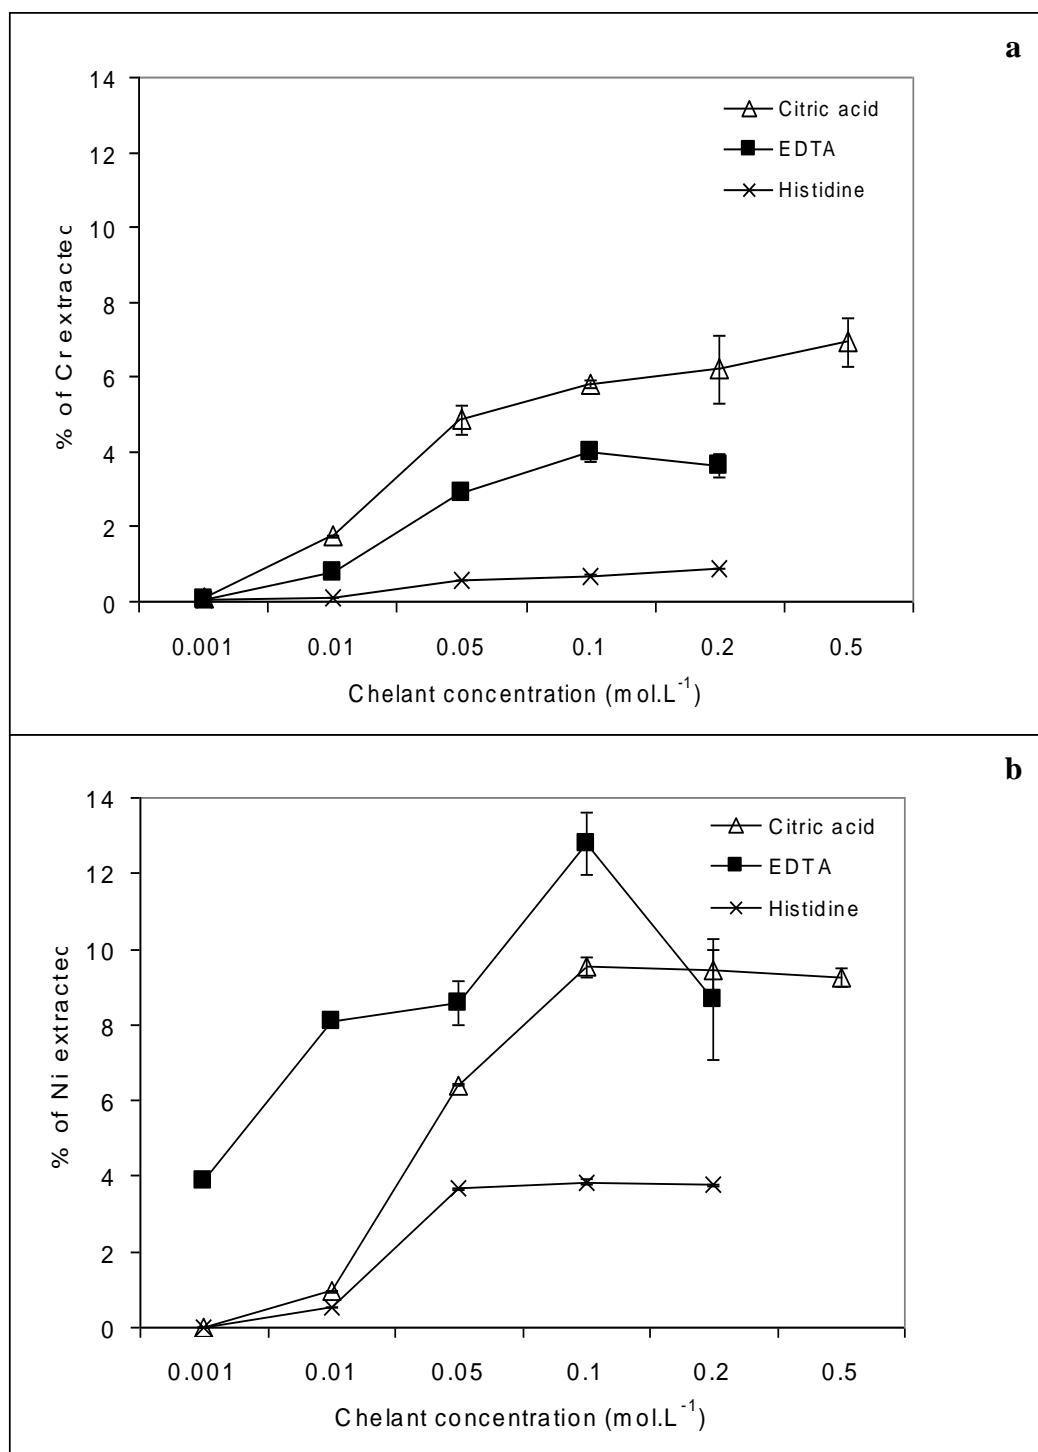 a
14
12
10
8
6
4
2
0
% of Cr extractec
Citric acid
EDTA
Histidine
0.001 0.01 0.05 0.1 0.2 0.5
Chelant concentration (mol.L⁻¹)
b
14
12
10
8
6
4
2
0
% of Ni extractec
Citric acid
EDTA
Histidine
0.001 0.01 0.05 0.1 0.2 0.5
Chelant concentration (mol.L⁻¹)